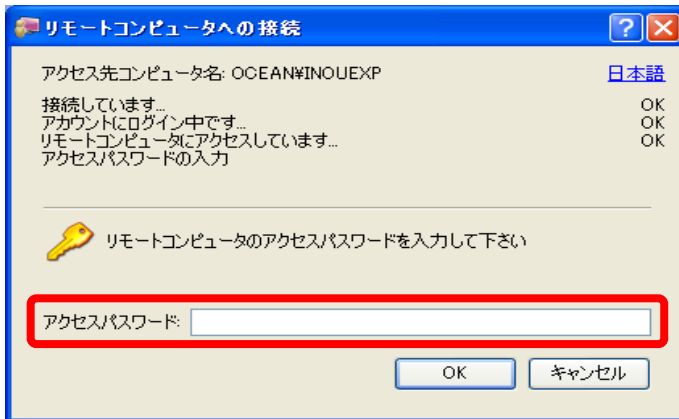 リモートコンピュータへの接続
アクセス先コンピュータ名: OCEAN¥INOUEXP 日本語
接続しています... OK
アカウントにログイン中です... OK
リモートコンピュータにアクセスしています... OK
アクセスパスワードの入力
リモートコンピュータのアクセスパスワードを入力して下さい
アクセスパスワード:
OK キャンセル